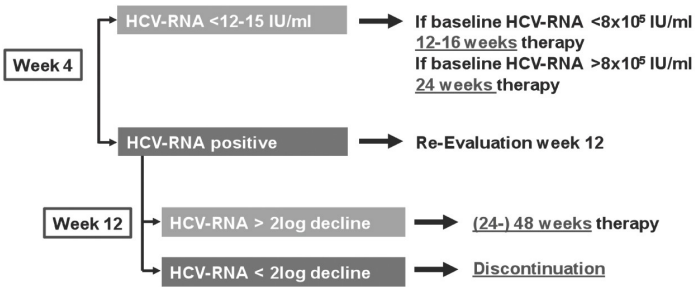 HCV-RNA <12-15 IU/ml
If baseline HCV-RNA <8x10⁵ IU/ml
12-16 weeks therapy
If baseline HCV-RNA >8x10⁵ IU/ml
24 weeks therapy
Week 4
HCV-RNA positive
Re-Evaluation week 12
Week 12
HCV-RNA > 2log decline
(24-) 48 weeks therapy
HCV-RNA < 2log decline
Discontinuation